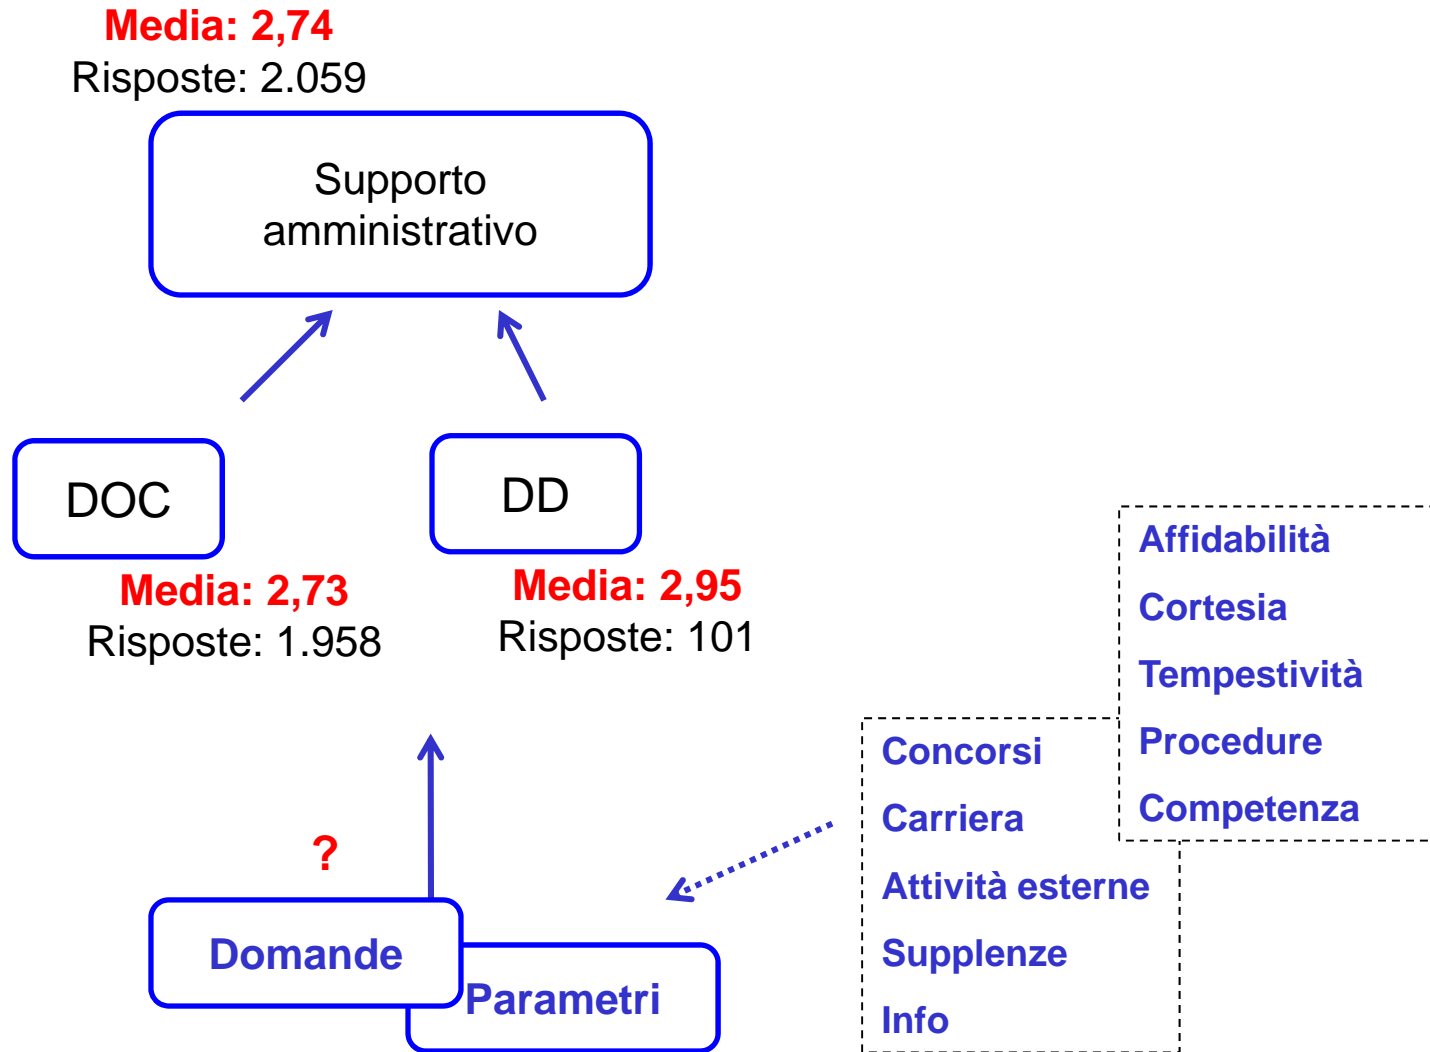 Media: 2,74
Risposte: 2.059
Supporto
amministrativo
DOC
DD
Media: 2,73
Risposte: 1.958
Media: 2,95
Risposte: 101
Affidabilità
Cortesia
Tempestività
Procedure
Competenza
Concorsi
Carriera
Attività esterne
Supplenze
Info
?
Domande
Parametri